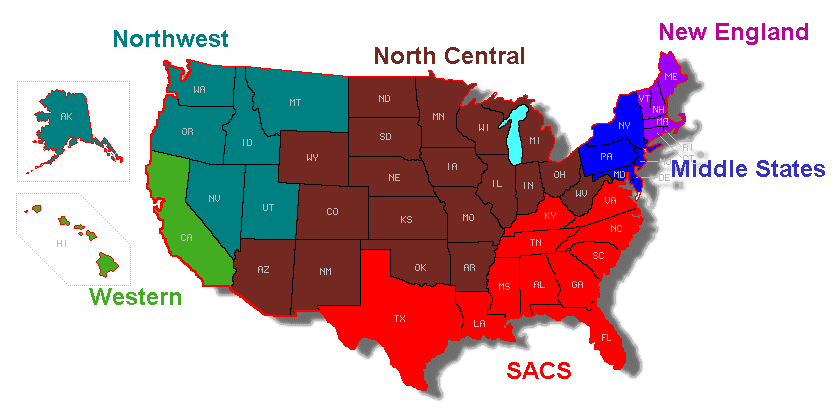 New England
Northwest
North Central
ME
WA
MT
ND
VT
NH
AK
MN
MA
OR
SD
WI
NY
RI
ID
MI
CT
WY
PA
NJ
Middle States
IA
OH
MD
DE
NE
IL
IN
WV
NV
UT
VA
CO
KS
MO
KY
NC
CA
TN
HI
SC
AZ
NM
OK
AR
MS
AL
GA
Western
TX
LA
FL
SACS